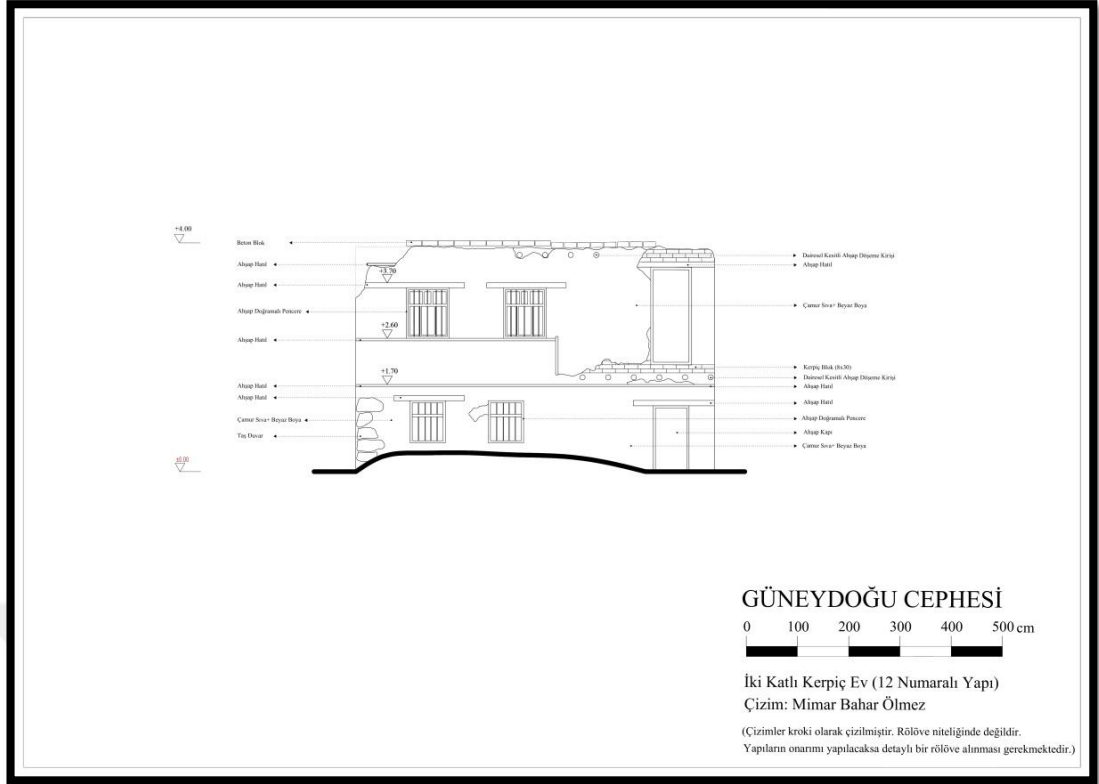 +4.00
Beton Blok
Ahşap Hatıl
+3.70
Ahşap Hatıl
Ahşap Doğramalı Pencere
+2.60
Ahşap Hatıl
+1.70
Ahşap Hatıl
Ahşap Hatıl
Çamur Sıva+ Beyaz Boya
Taş Duvar
±0.00
Dairesel Kesitli Ahşap Döşeme Kirişi
Ahşap Hatıl
Çamur Sıva+ Beyaz Boya
Kerpiç Blok (8x30)
Dairesel Kesitli Ahşap Döşeme Kirişi
Ahşap Hatıl
Ahşap Hatıl
Ahşap Doğramalı Pencere
Ahşap Kapı
Çamur Sıva+ Beyaz Boya
GÜNEYDOĞU CEPHESİ
0 100 200 300 400 500 cm
İki Katlı Kerpiç Ev (12 Numaralı Yapı)
Çizim: Mimar Bahar Ölmez
(Çizimler kroki olarak çizilmiştir. Rölöve niteliğinde değildir.
Yapıların onarımı yapılacaksa detaylı bir rölöve alınması gerekmektedir.)